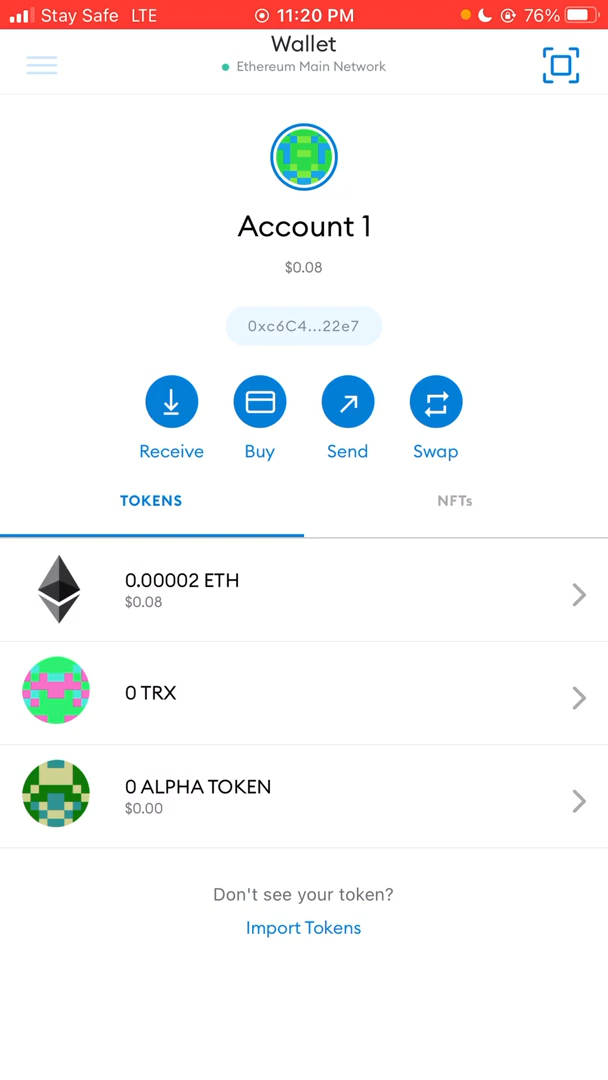 Stay Safe LTE 11:20 PM 76%
Wallet
Ethereum Main Network
Account 1
$0.08
0xc6C4...22e7
Receive Buy Send Swap
TOKENS NFTs
0.00002 ETH
$0.08
0 TRX
0 ALPHA TOKEN
$0.00
Don't see your token?
Import Tokens